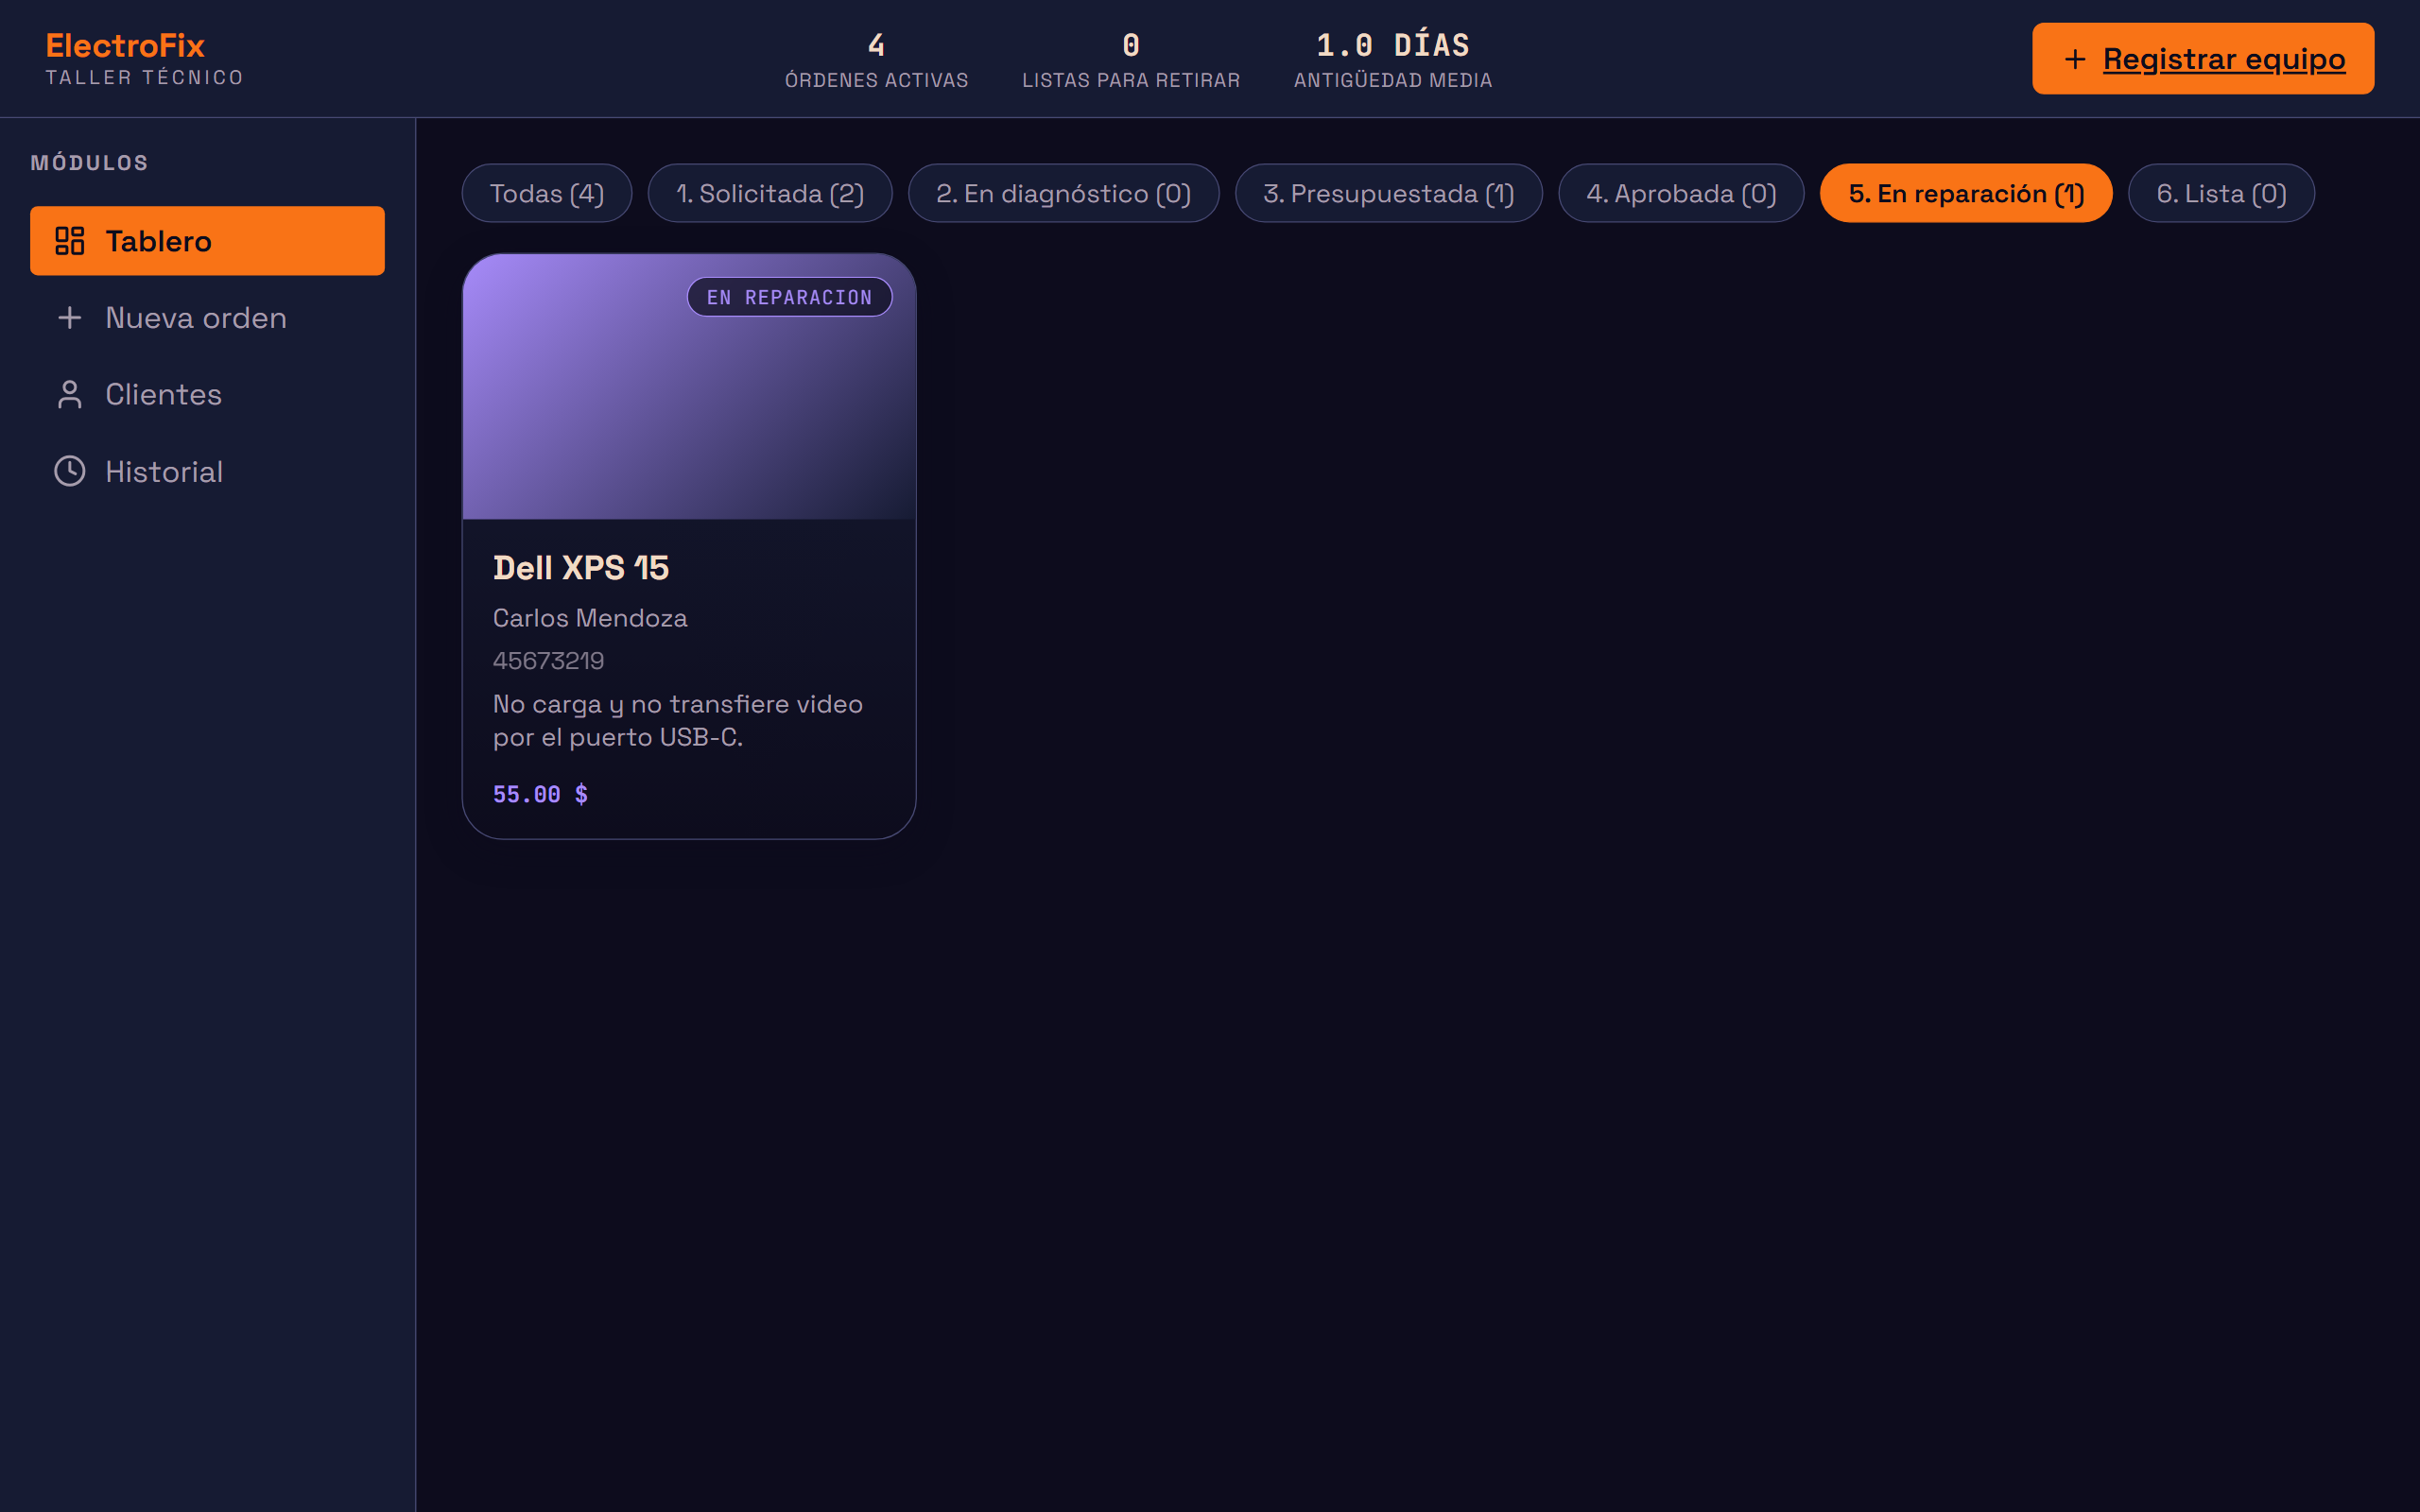 ElectroFix
TALLER TÉCNICO
4
ÓRDENES ACTIVAS
0
LISTAS PARA RETIRAR
1.0 DÍAS
ANTIGÜEDAD MEDIA
+ Registrar equipo
MÓDULOS
Tablero
Nueva orden
Clientes
Historial
Todas (4)
1. Solicitada (2)
2. En diagnóstico (0)
3. Presupuestada (1)
4. Aprobada (0)
5. En reparación (1)
6. Lista (0)
EN REPARACION
Dell XPS 15
Carlos Mendoza
45673219
No carga y no transfiere video
por el puerto USB-C.
55.00 $